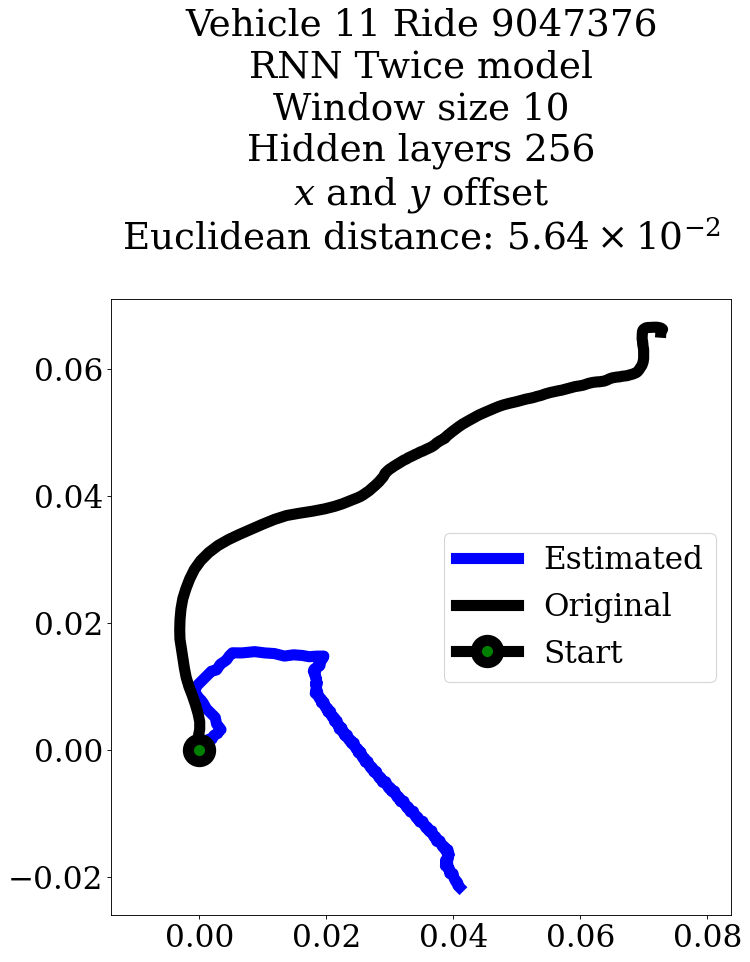 Vehicle 11 Ride 9047376
RNN Twice model
Window size 10
Hidden layers 256
x and y offset
Euclidean distance: 5.64 × 10⁻²
0.06
0.04
0.02
0.00
−0.02
Estimated
Original
Start
0.00 0.02 0.04 0.06 0.08